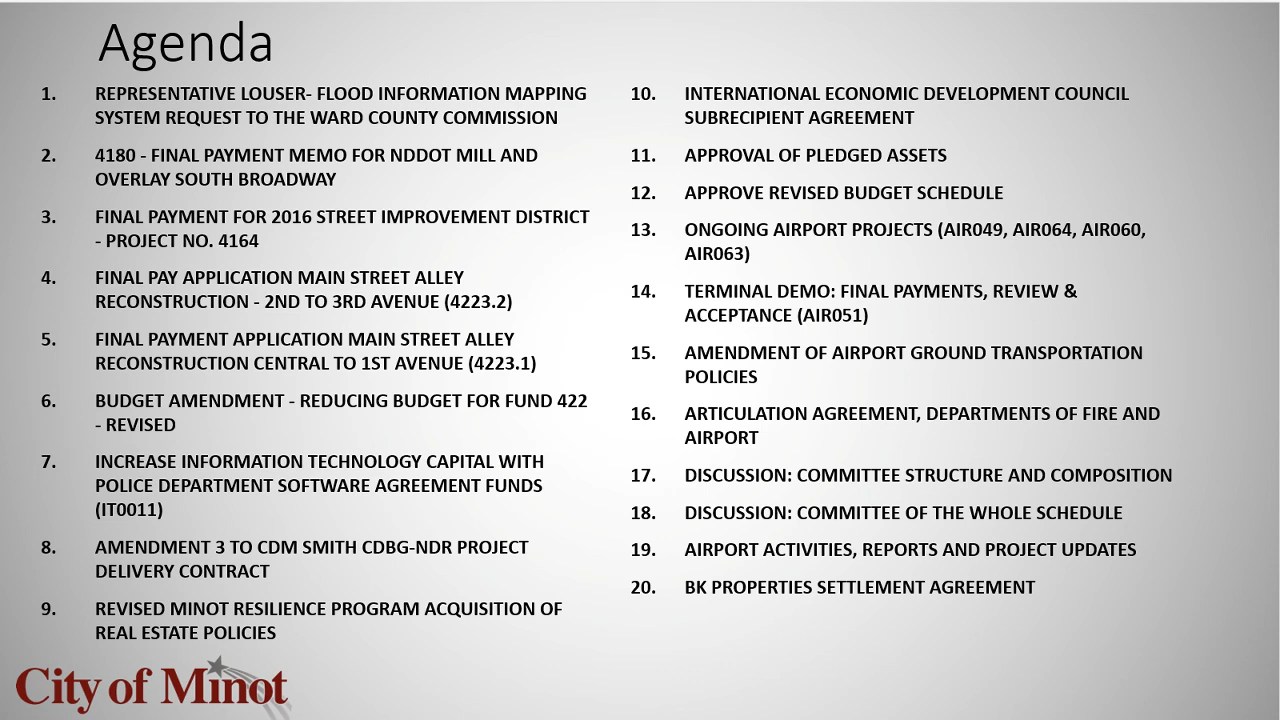 Agenda
1. REPRESENTATIVE LOUSER- FLOOD INFORMATION MAPPING
SYSTEM REQUEST TO THE WARD COUNTY COMMISSION
2. 4180 - FINAL PAYMENT MEMO FOR NDDOT MILL AND
OVERLAY SOUTH BROADWAY
3. FINAL PAYMENT FOR 2016 STREET IMPROVEMENT DISTRICT
- PROJECT NO. 4164
4. FINAL PAY APPLICATION MAIN STREET ALLEY
RECONSTRUCTION - 2ND TO 3RD AVENUE (4223.2)
5. FINAL PAYMENT APPLICATION MAIN STREET ALLEY
RECONSTRUCTION CENTRAL TO 1ST AVENUE (4223.1)
6. BUDGET AMENDMENT - REDUCING BUDGET FOR FUND 422
- REVISED
7. INCREASE INFORMATION TECHNOLOGY CAPITAL WITH
POLICE DEPARTMENT SOFTWARE AGREEMENT FUNDS
(IT0011)
8. AMENDMENT 3 TO CDM SMITH CDBG-NDR PROJECT
DELIVERY CONTRACT
9. REVISED MINOT RESILIENCE PROGRAM ACQUISITION OF
REAL ESTATE POLICIES
10. INTERNATIONAL ECONOMIC DEVELOPMENT COUNCIL
SUBRECIPIENT AGREEMENT
11. APPROVAL OF PLEDGED ASSETS
12. APPROVE REVISED BUDGET SCHEDULE
13. ONGOING AIRPORT PROJECTS (AIR049, AIR064, AIR060,
AIR063)
14. TERMINAL DEMO: FINAL PAYMENTS, REVIEW &
ACCEPTANCE (AIR051)
15. AMENDMENT OF AIRPORT GROUND TRANSPORTATION
POLICIES
16. ARTICULATION AGREEMENT, DEPARTMENTS OF FIRE AND
AIRPORT
17. DISCUSSION: COMMITTEE STRUCTURE AND COMPOSITION
18. DISCUSSION: COMMITTEE OF THE WHOLE SCHEDULE
19. AIRPORT ACTIVITIES, REPORTS AND PROJECT UPDATES
20. BK PROPERTIES SETTLEMENT AGREEMENT
City of Minot